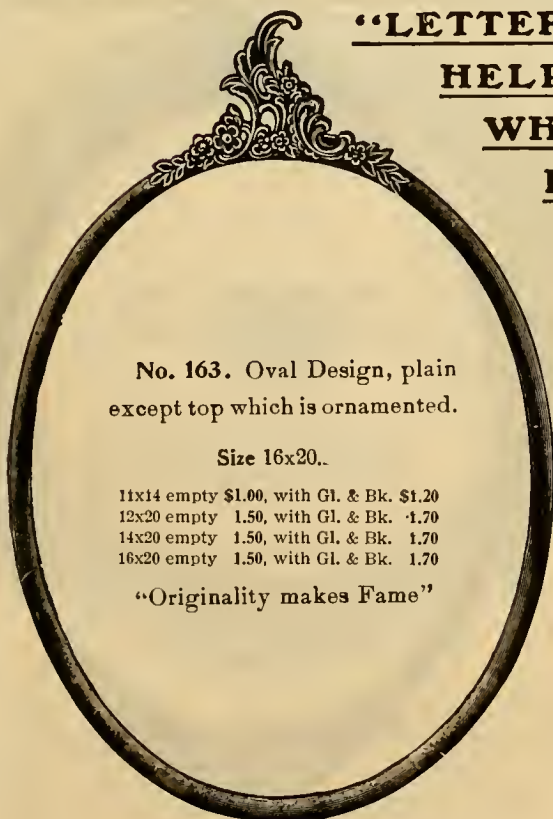 “LETTER
HELP
WH
No. 163. Oval Design, plain
except top which is ornamented.
Size 16x20..
11x14 empty $1.00, with Gl. & Bk. $1.20
12x20 empty 1.50, with Gl. & Bk. 1.70
14x20 empty 1.50, with Gl. & Bk. 1.70
16x20 empty 1.50, with Gl. & Bk. 1.70
“Originality makes Fame”